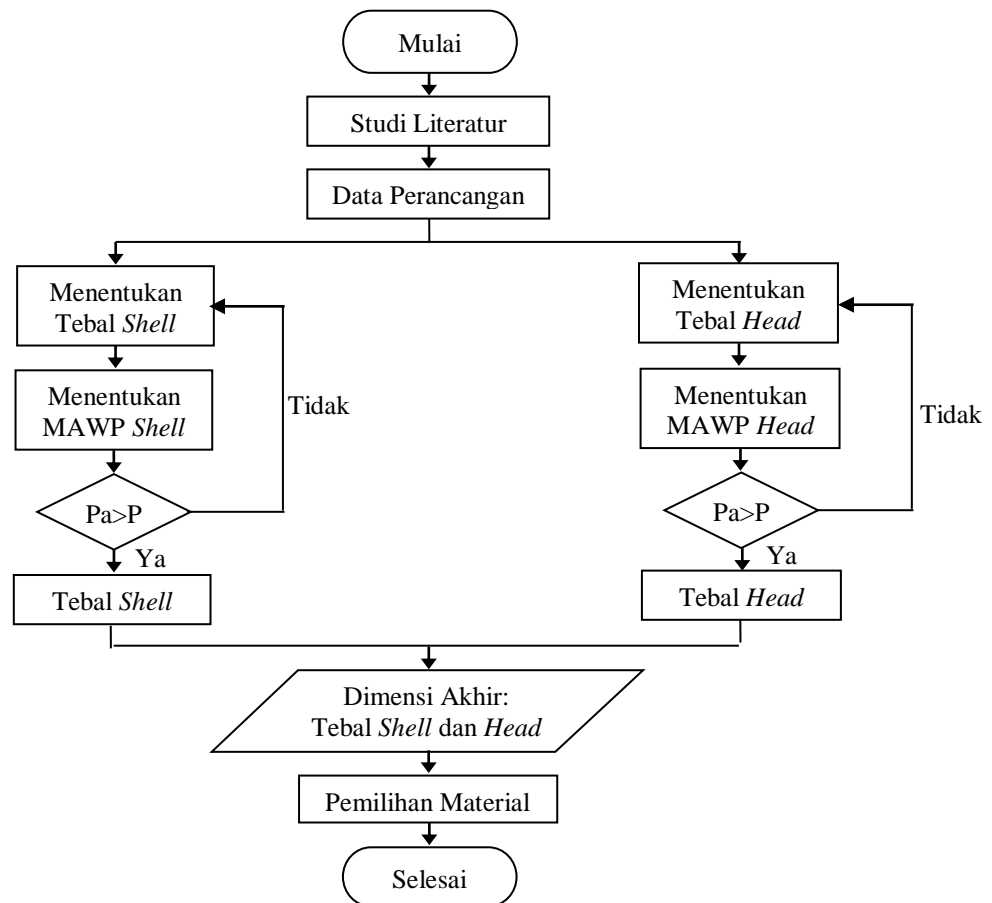 Mulai
Studi Literatur
Data Perancangan
Menentukan
Tebal Shell
Menentukan
MAWP Shell
Tidak
Pa>P
Ya
Tebal Shell
Menentukan
Tebal Head
Menentukan
MAWP Head
Tidak
Pa>P
Ya
Tebal Head
Dimensi Akhir:
Tebal Shell dan Head
Pemilihan Material
Selesai